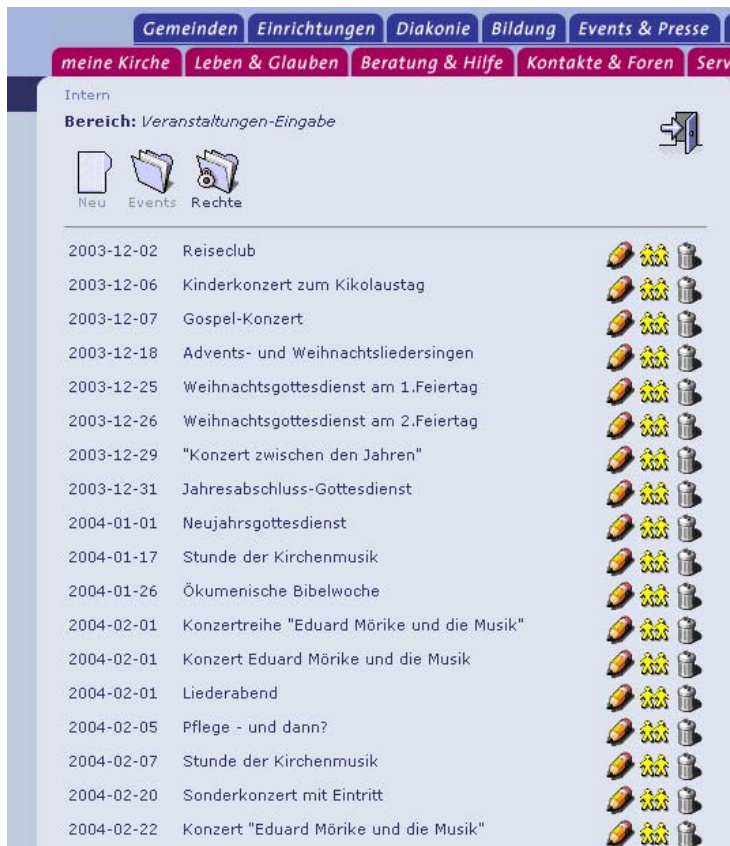 Gemeinden Einrichtungen Diakonie Bildung Events & Presse
meine Kirche Leben & Glauben Beratung & Hilfe Kontakte & Foren Serv
Intern
Bereich: Veranstaltungen-Eingabe
Neu Events Rechte
2003-12-02 Reiseclub
2003-12-06 Kinderkonzert zum Kikolaustag
2003-12-07 Gospel-Konzert
2003-12-18 Advents- und Weihnachtsliedersingen
2003-12-25 Weihnachtsgottesdienst am 1.Feiertag
2003-12-26 Weihnachtsgottesdienst am 2.Feiertag
2003-12-29 "Konzert zwischen den Jahren"
2003-12-31 Jahresabschluss-Gottesdienst
2004-01-01 Neujahrsgottesdienst
2004-01-17 Stunde der Kirchenmusik
2004-01-26 Ökumenische Bibelwoche
2004-02-01 Konzertreihe "Eduard Mörike und die Musik"
2004-02-01 Konzert Eduard Mörike und die Musik
2004-02-01 Liederabend
2004-02-05 Pflege - und dann?
2004-02-07 Stunde der Kirchenmusik
2004-02-20 Sonderkonzert mit Eintritt
2004-02-22 Konzert "Eduard Mörike und die Musik"